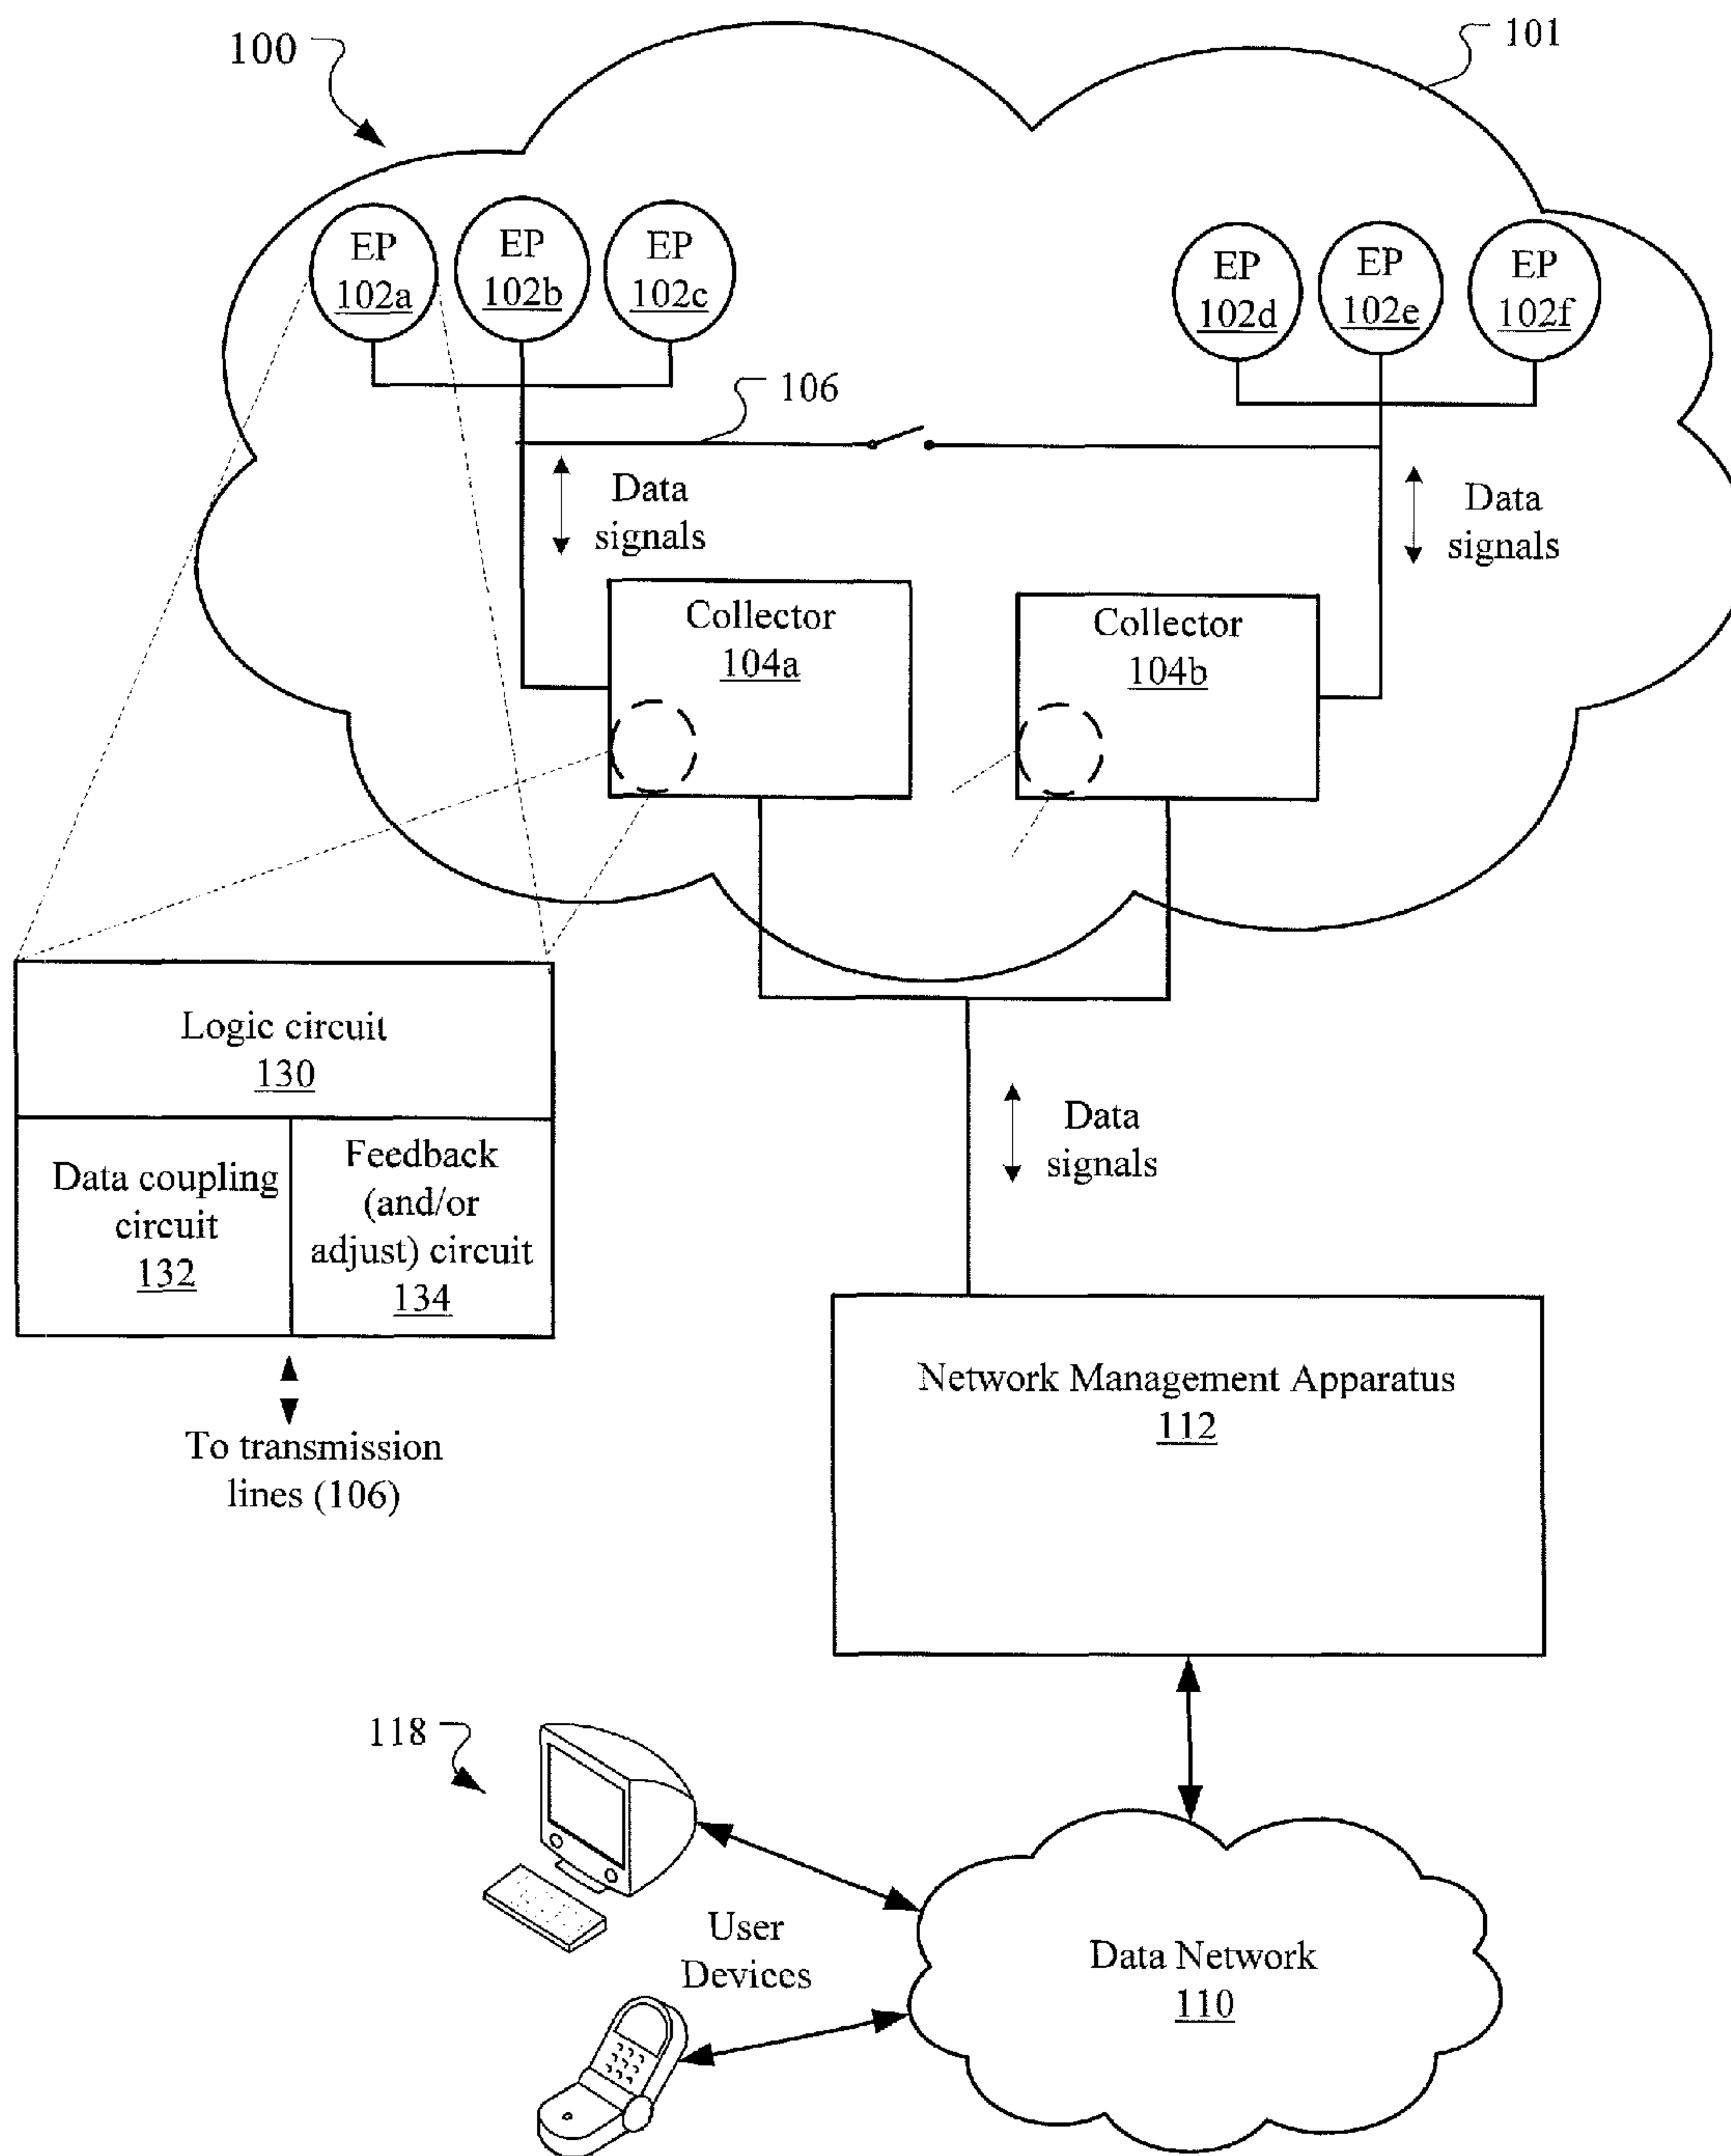 100
101
EP
102a
EP
102b
EP
102c
EP
102d
EP
102e
EP
102f
106
Data
signals
Data
signals
Collector
104a
Collector
104b
Logic circuit
130
Data coupling
circuit
132
Feedback
(and/or
adjust) circuit
134
Data
signals
To transmission
lines (106)
Network Management Apparatus
112
118
User
Devices
Data Network
110